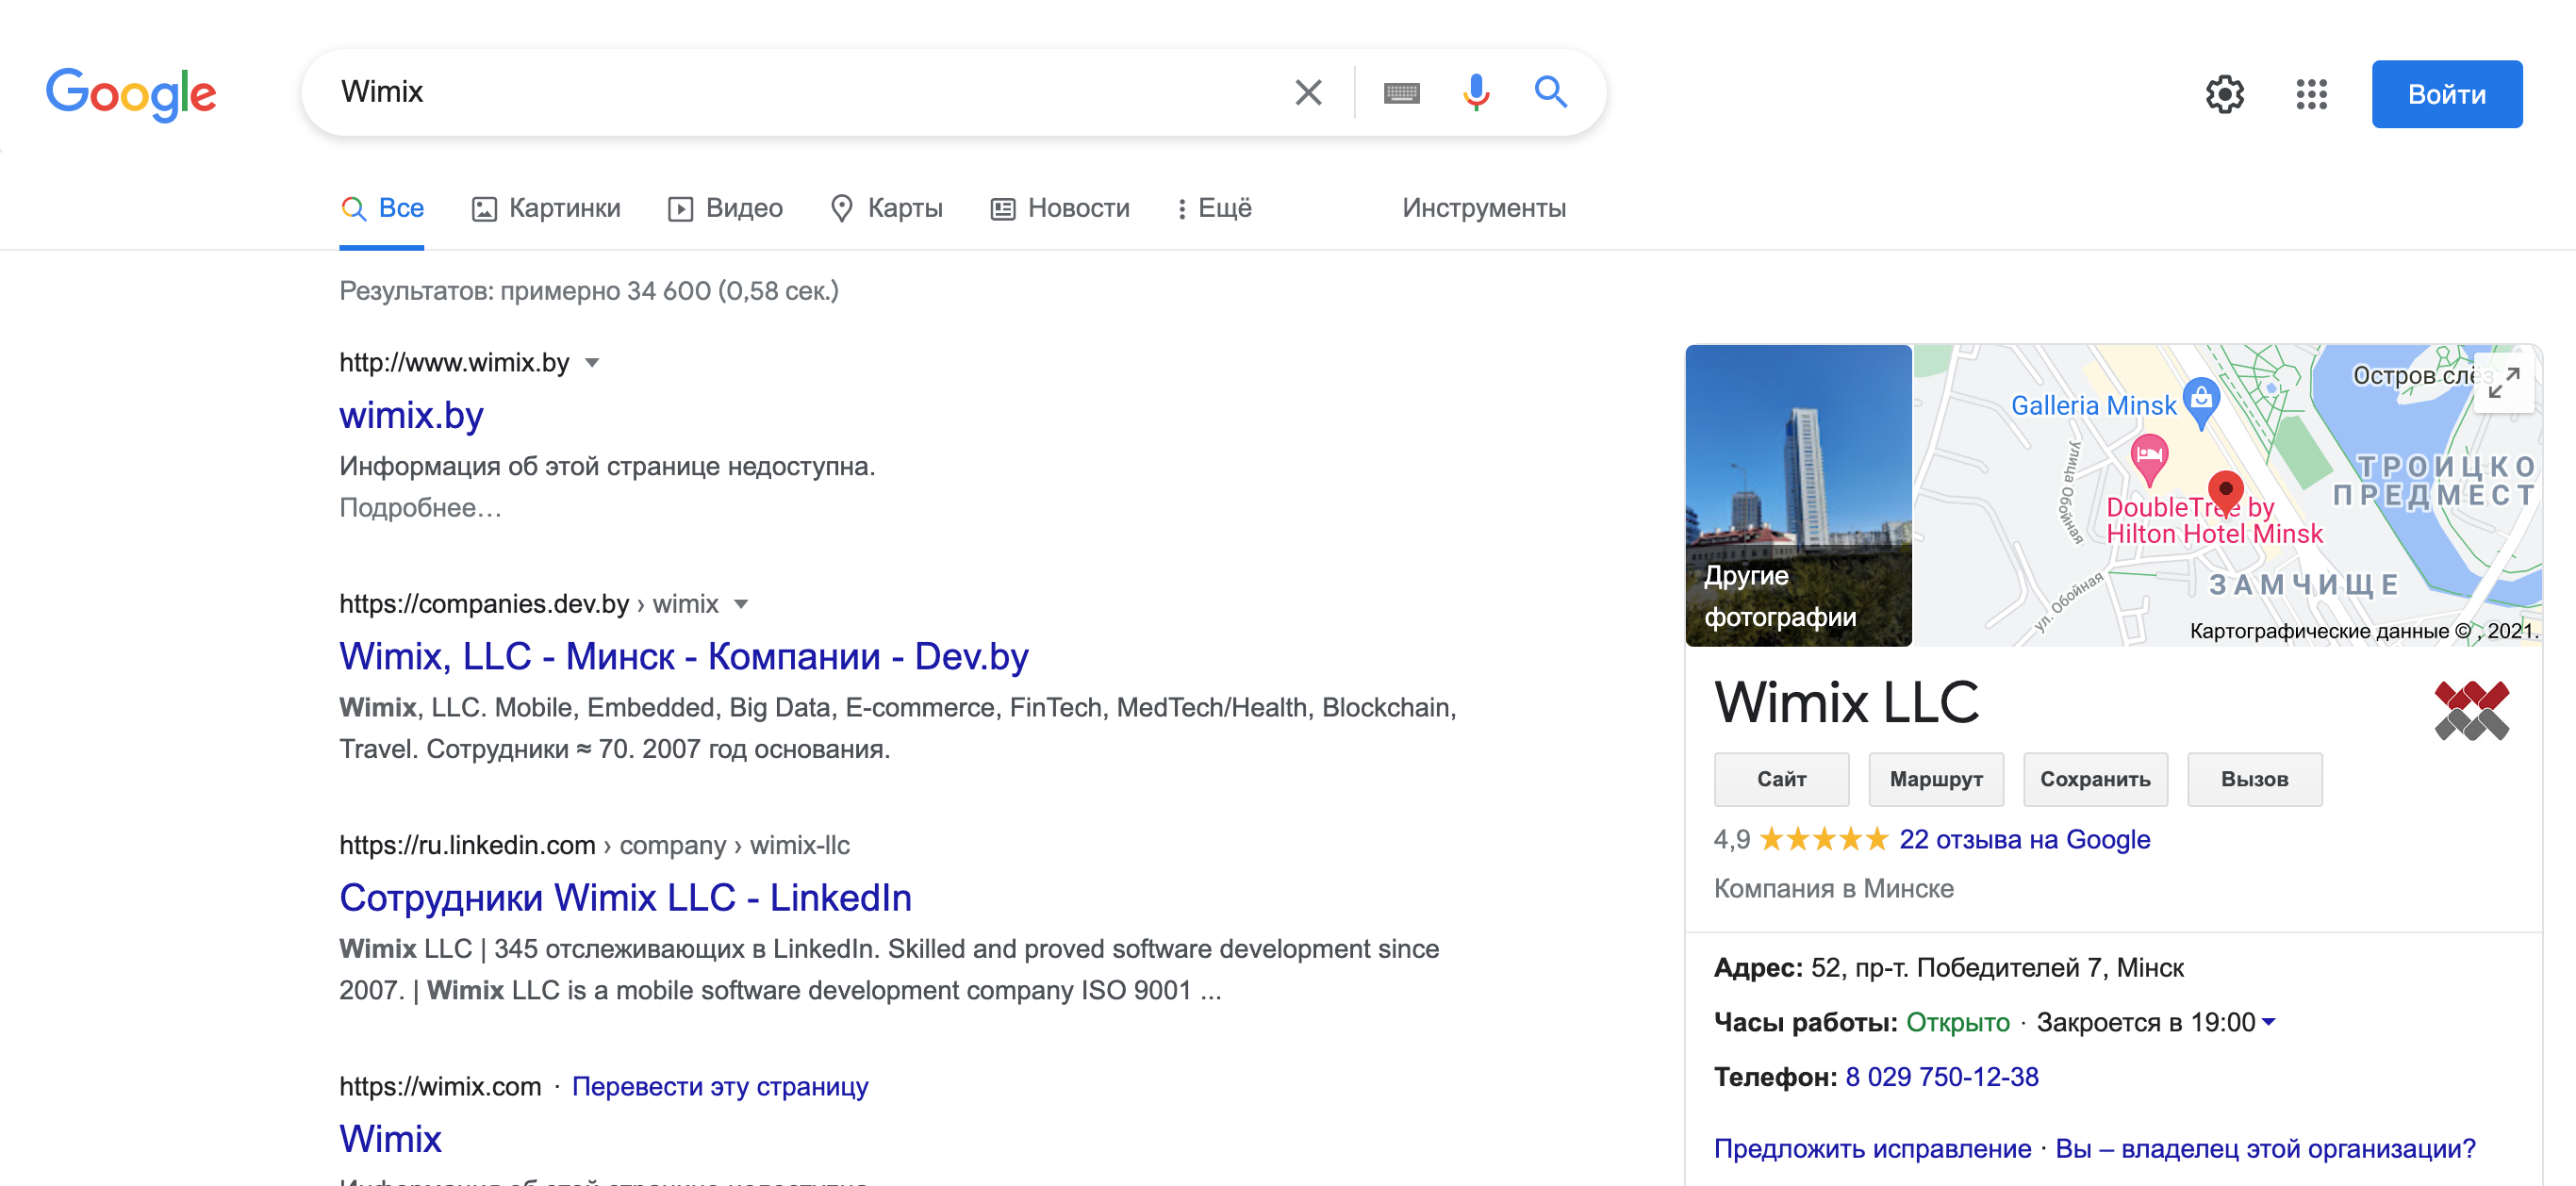 Google
Wimix
Войти
Все
Картинки
Видео
Карты
Новости
Ещё
Инструменты
Результатов: примерно 34 600 (0,58 сек.)
http://www.wimix.by
wimix.by
Информация об этой странице недоступна.
Подробнее…
https://companies.dev.by › wimix
Wimix, LLC - Минск - Компании - Dev.by
Wimix, LLC. Mobile, Embedded, Big Data, E-commerce, FinTech, MedTech/Health, Blockchain,
Travel. Сотрудники ≈ 70. 2007 год основания.
https://ru.linkedin.com › company › wimix-llc
Сотрудники Wimix LLC - LinkedIn
Wimix LLC | 345 отслеживающих в LinkedIn. Skilled and proved software development since
2007. | Wimix LLC is a mobile software development company ISO 9001 ...
https://wimix.com · Перевести эту страницу
Wimix
Информация об этой странице недоступна.
Другие
фотографии
Остров слёз
Galleria Minsk
улица Обойная
ТРОИЦКО
ПРЕДМЕСТ
DoubleTree by
Hilton Hotel Minsk
ЗАМЧИЩЕ
ул. Обойная
Картографические данные © , 2021.
Wimix LLC
Сайт
Маршрут
Сохранить
Вызов
4,9
22 отзыва на Google
Компания в Минске
Адрес: 52, пр-т. Победителей 7, Мінск
Часы работы: Открыто · Закроется в 19:00
Телефон: 8 029 750-12-38
Предложить исправление · Вы – владелец этой организации?